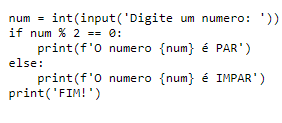 num = int(input('Digite um numero: '))
if num % 2 == 0:
    print(f'O numero {num} é PAR')
else:
    print(f'O numero {num} é IMPAR')
print('FIM!')